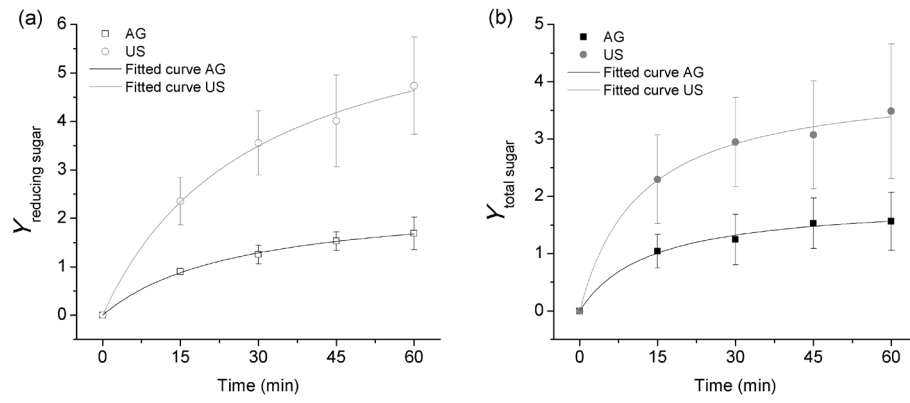 (a)
6
5
4
3
2
1
0
Y reducing sugar
AG
US
Fitted curve AG
Fitted curve US
0 15 30 45 60
Time (min)
(b)
5
4
3
2
1
0
Y total sugar
AG
US
Fitted curve AG
Fitted curve US
0 15 30 45 60
Time (min)